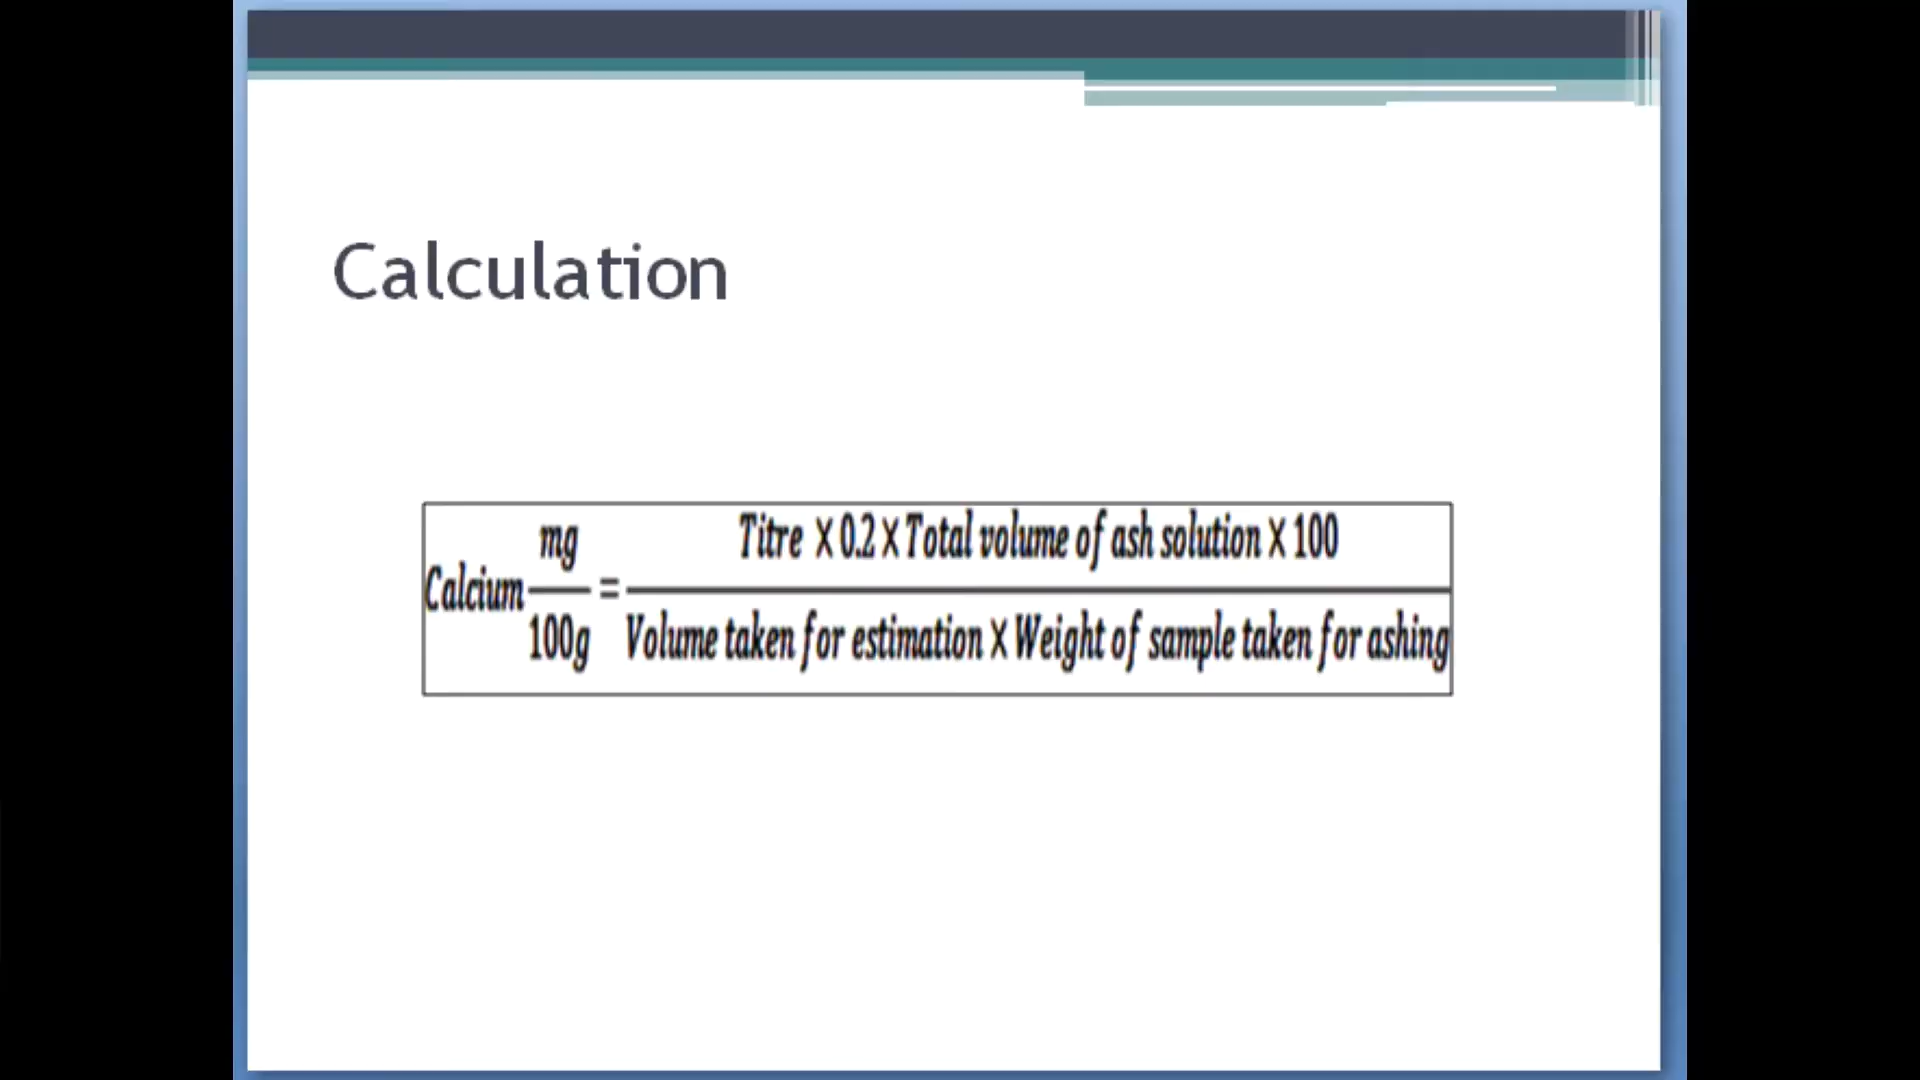 Calculation
Calcium mg/100g = Titre X 0.2 X Total volume of ash solution X 100
Volume taken for estimation X Weight of sample taken for ashing